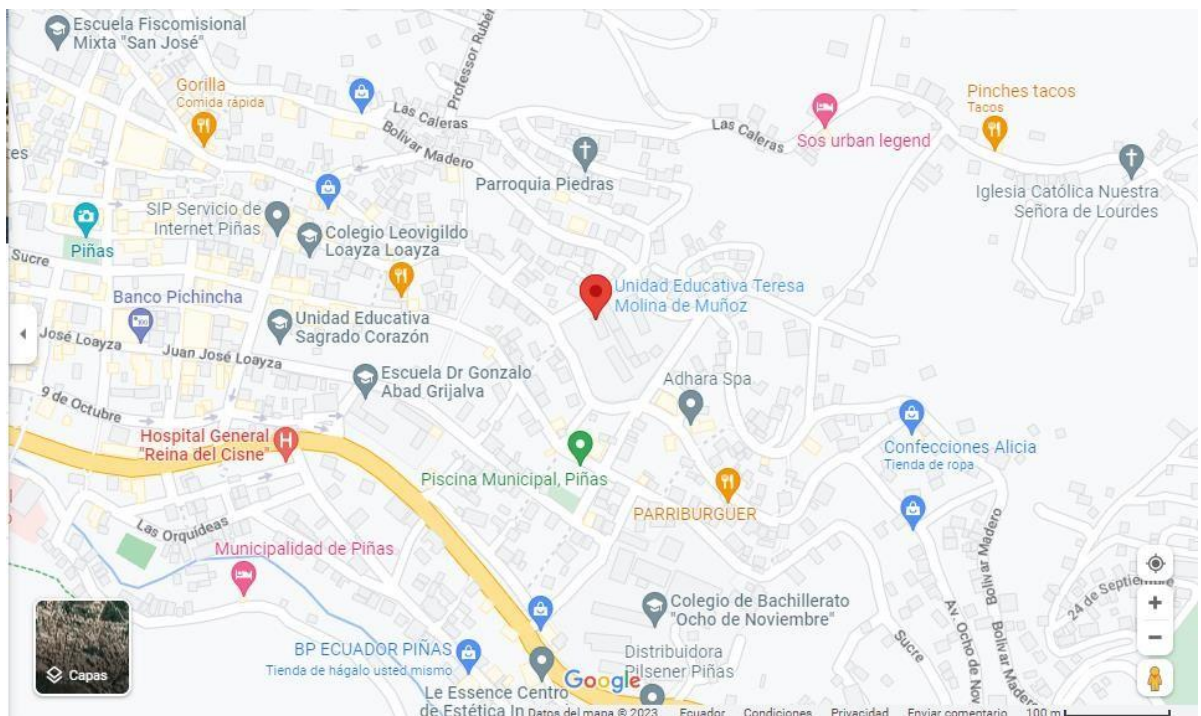 Escuela Fiscomisional
Mixta "San José"
Gorilla
Comida rápida
Professor Rubén
Las Caleras
Bolivar Madero
Las Caleras
Sos urban legend
Pinches tacos
Tacos
Parroquia Piedras
Iglesia Católica Nuestra
Señora de Lourdes
SIP Servicio de
Internet Piñas
Colegio Leovigildo
Loayza Loayza
Piñas
Sucre
Unidad Educativa Teresa
Molina de Muñoz
Banco Pichincha
Unidad Educativa
Sagrado Corazón
José Loayza
Juan José Loayza
Escuela Dr Gonzalo
Abad Grijalva
Adhara Spa
9 de Octubre
Hospital General
"Reina del Cisne"
H
Confecciones Alicia
Tienda de ropa
Piscina Municipal, Piñas
PARRIBURGUER
Las Orquídeas
Municipalidad de Piñas
Bolivar Madero
24 de Septiembre
Colegio de Bachillerato
"Ocho de Noviembre"
Av. Ocho de Nov
Sucre
Bolivar Madero
BP ECUADOR PIÑAS
Tienda de hágalo usted mismo
Distribuidora
Pilsener Piñas
Capas
Google
Le Essence Centro
de Estética In
Datos del mapa © 2023 Ecuador Condiciones Privacidad Enviar comentario 100 m